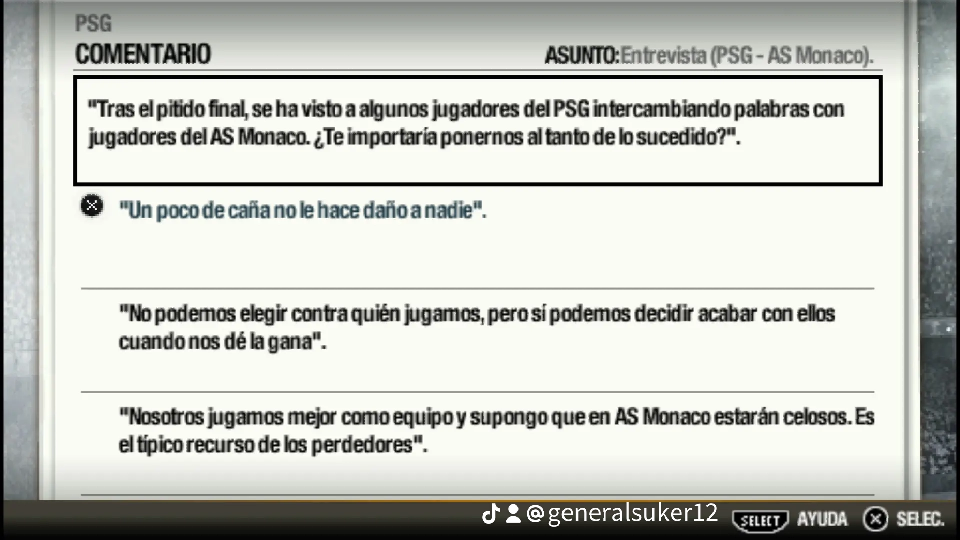 PSG
COMENTARIO
ASUNTO: Entrevista (PSG - AS Monaco).
"Tras el pitido final, se ha visto a algunos jugadores del PSG intercambiando palabras con
jugadores del AS Monaco. ¿Te importaría ponernos al tanto de lo sucedido?".
"Un poco de caña no le hace daño a nadie".
"No podemos elegir contra quién jugamos, pero sí podemos decidir acabar con ellos
cuando nos dé la gana".
"Nosotros jugamos mejor como equipo y supongo que en AS Monaco estarán celosos. Es
el típico recurso de los perdedores".
@generalsuker12
SELECT AYUDA SELEC.